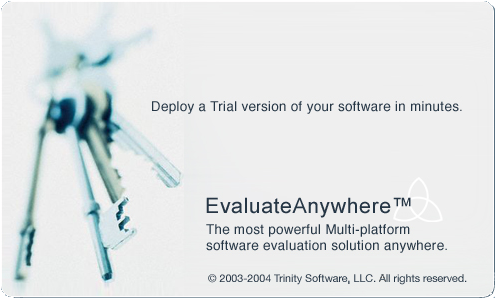 Deploy a Trial version of your software in minutes.
EvaluateAnywhere™
The most powerful Multi-platform
software evaluation solution anywhere.
© 2003-2004 Trinity Software, LLC. All rights reserved.